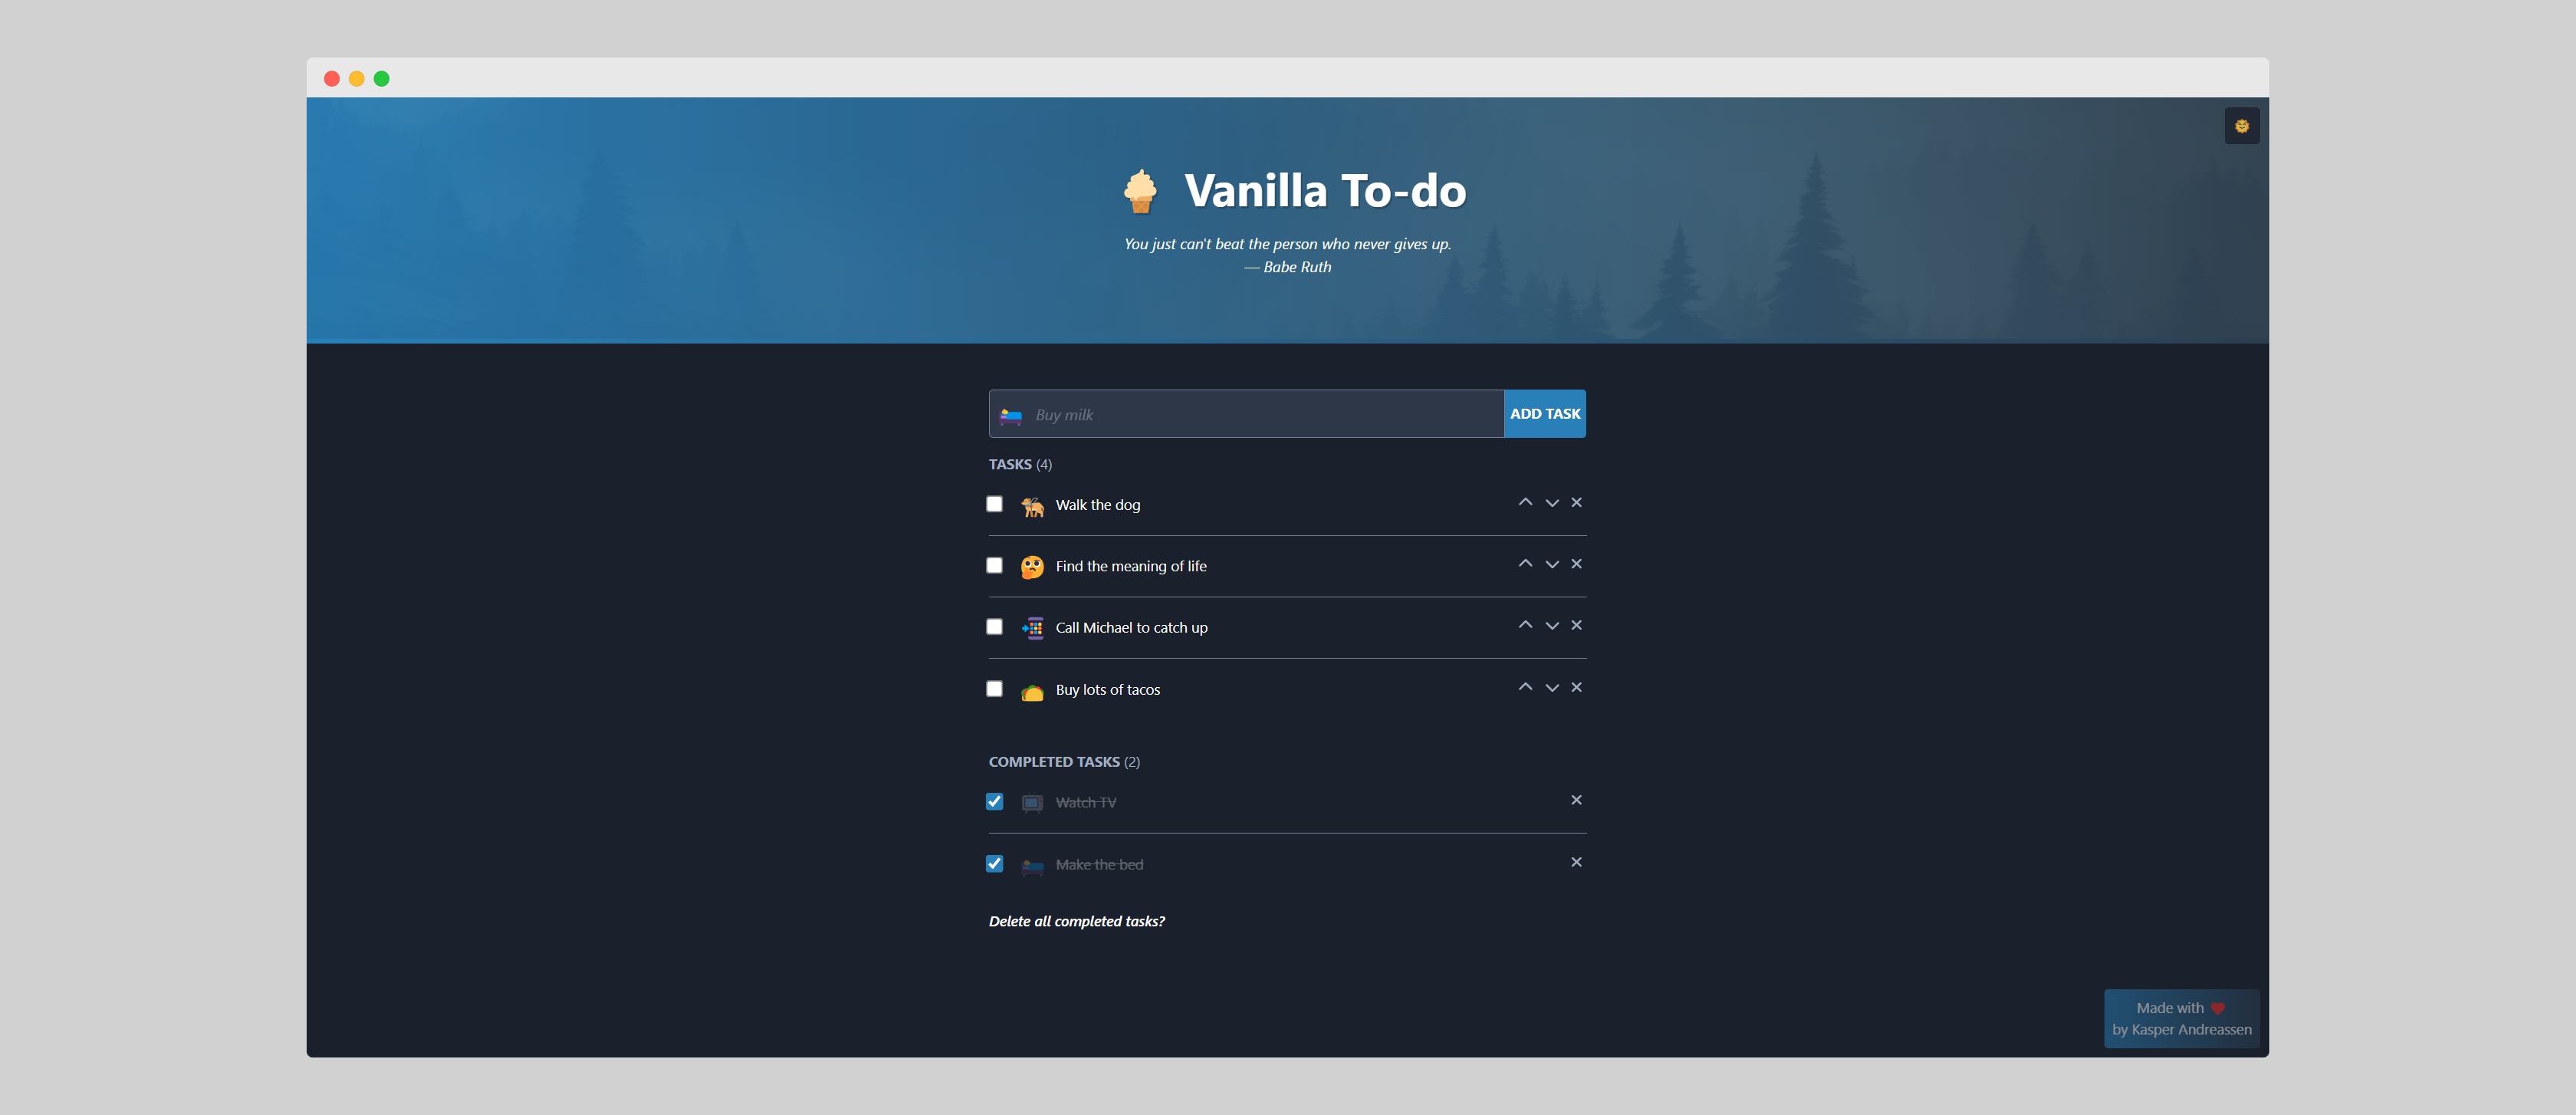 Vanilla To-do
You just can't beat the person who never gives up.
— Babe Ruth
Buy milk
ADD TASK
TASKS (4)
Walk the dog
Find the meaning of life
Call Michael to catch up
Buy lots of tacos
COMPLETED TASKS (2)
Watch TV
Make the bed
Delete all completed tasks?
Made with ❤
by Kasper Andreassen